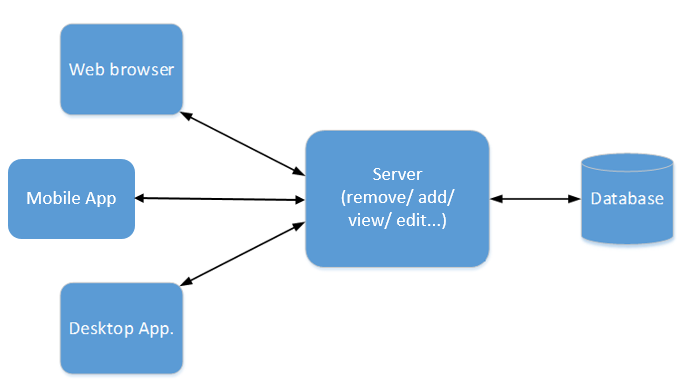 Web browser
Mobile App
Desktop App.
Server
(remove/ add/
view/ edit...)
Database